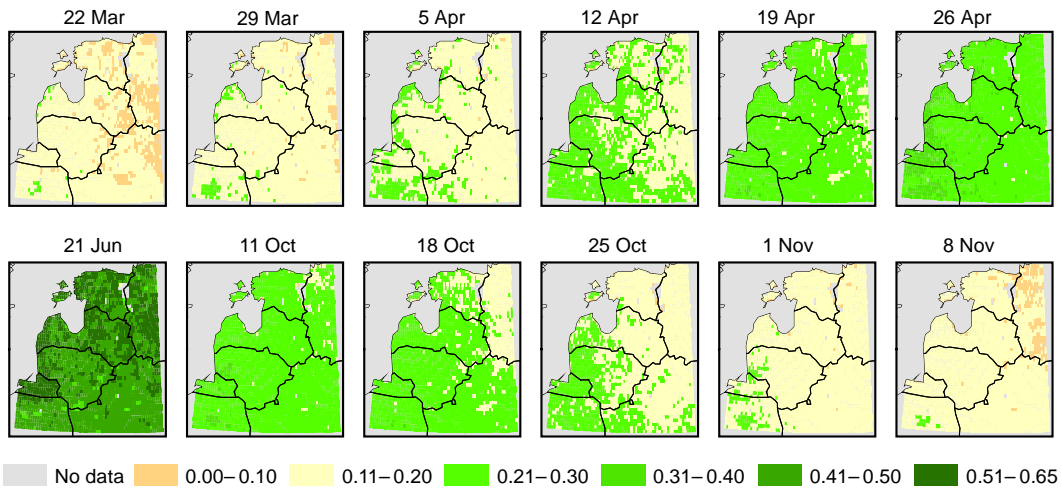 22 Mar 29 Mar 5 Apr 12 Apr 19 Apr 26 Apr
21 Jun 11 Oct 18 Oct 25 Oct 1 Nov 8 Nov
No data 0.00–0.10 0.11–0.20 0.21–0.30 0.31–0.40 0.41–0.50 0.51–0.65